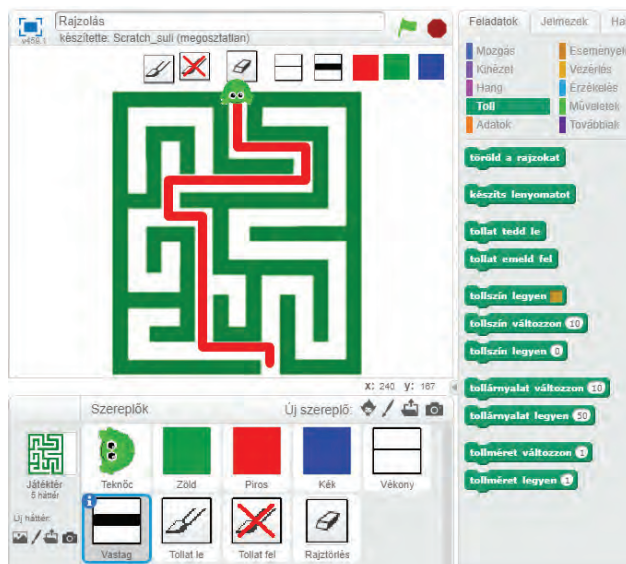 Rajzolás
készítette: Scratch_suli (megosztatlan)
v459.1
x: 240 y: 187
Szereplők
Új szereplő:
Játéktér
Új háttér:
Teknőc
Zöld
Piros
Kék
Vékony
Vastag
Tollat le
Tollat fel
Rajztörlés
Feladatok
Jelmezek
Mozgás
Események
Kinézet
Vezérlés
Hang
Érzékelés
Toll
Műveletek
Adatok
Továbbiak
töröld a rajzokat
készíts lenyomatot
tollat tedd le
tollat emeld fel
tollszín legyen
tollszín változzon 10
tollszín legyen 0
tollárnyalat változzon 10
tollárnyalat legyen 50
tollméret változzon 1
tollméret legyen 1